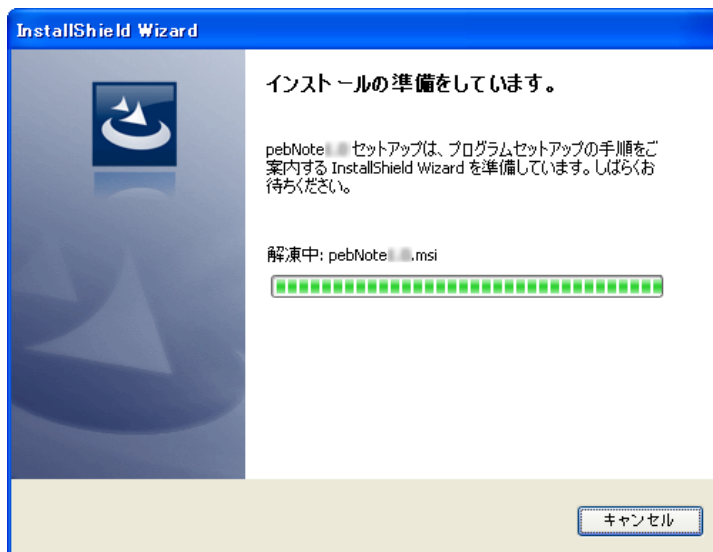 InstallShield Wizard
インストールの準備をしています。
pebNote セットアップは、プログラムセットアップの手順をご
案内する InstallShield Wizard を準備しています。しばらくお
待ちください。
解凍中: pebNote .msi
キャンセル